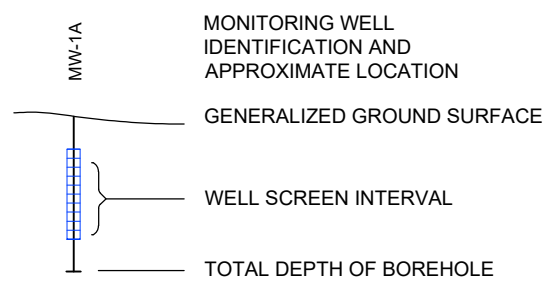 MW-1A
MONITORING WELL
IDENTIFICATION AND
APPROXIMATE LOCATION
GENERALIZED GROUND SURFACE
WELL SCREEN INTERVAL
TOTAL DEPTH OF BOREHOLE